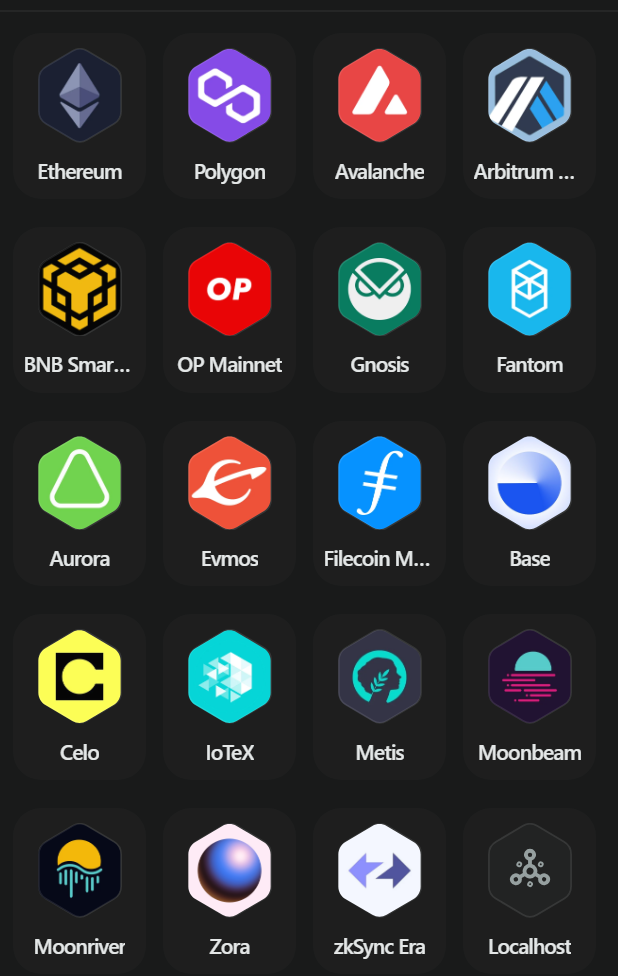 Ethereum
Polygon
Avalanche
Arbitrum ...
BNB Smar...
OP
OP Mainnet
Gnosis
Fantom
Aurora
Evmos
Filecoin M...
Base
Celo
IoTeX
Metis
Moonbeam
Moonriver
Zora
zkSync Era
Localhost